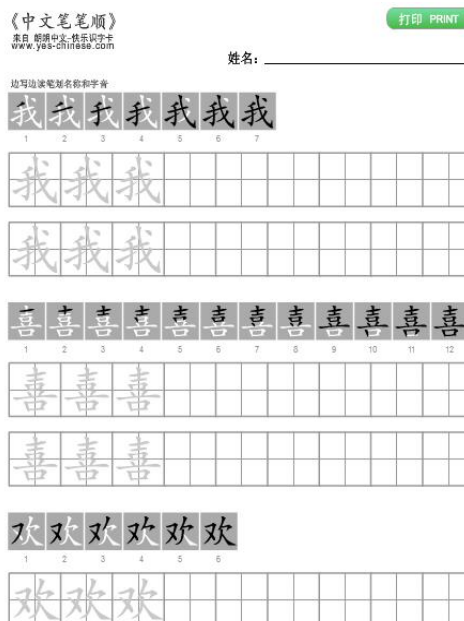 《中文笔笔顺》
打印 PRINT
来自 朗朗中文-快乐识字卡
www.yes-chinese.com
姓名:
边写边读笔划名称和字音
我 我 我 我 我 我 我
1 2 3 4 5 6 7
我 我 我
我 我 我
喜 喜 喜 喜 喜 喜 喜 喜 喜 喜 喜 喜
1 2 3 4 5 6 7 8 9 10 11 12
喜 喜 喜
喜 喜 喜
欢 欢 欢 欢 欢 欢
1 2 3 4 5 6
欢 欢 欢